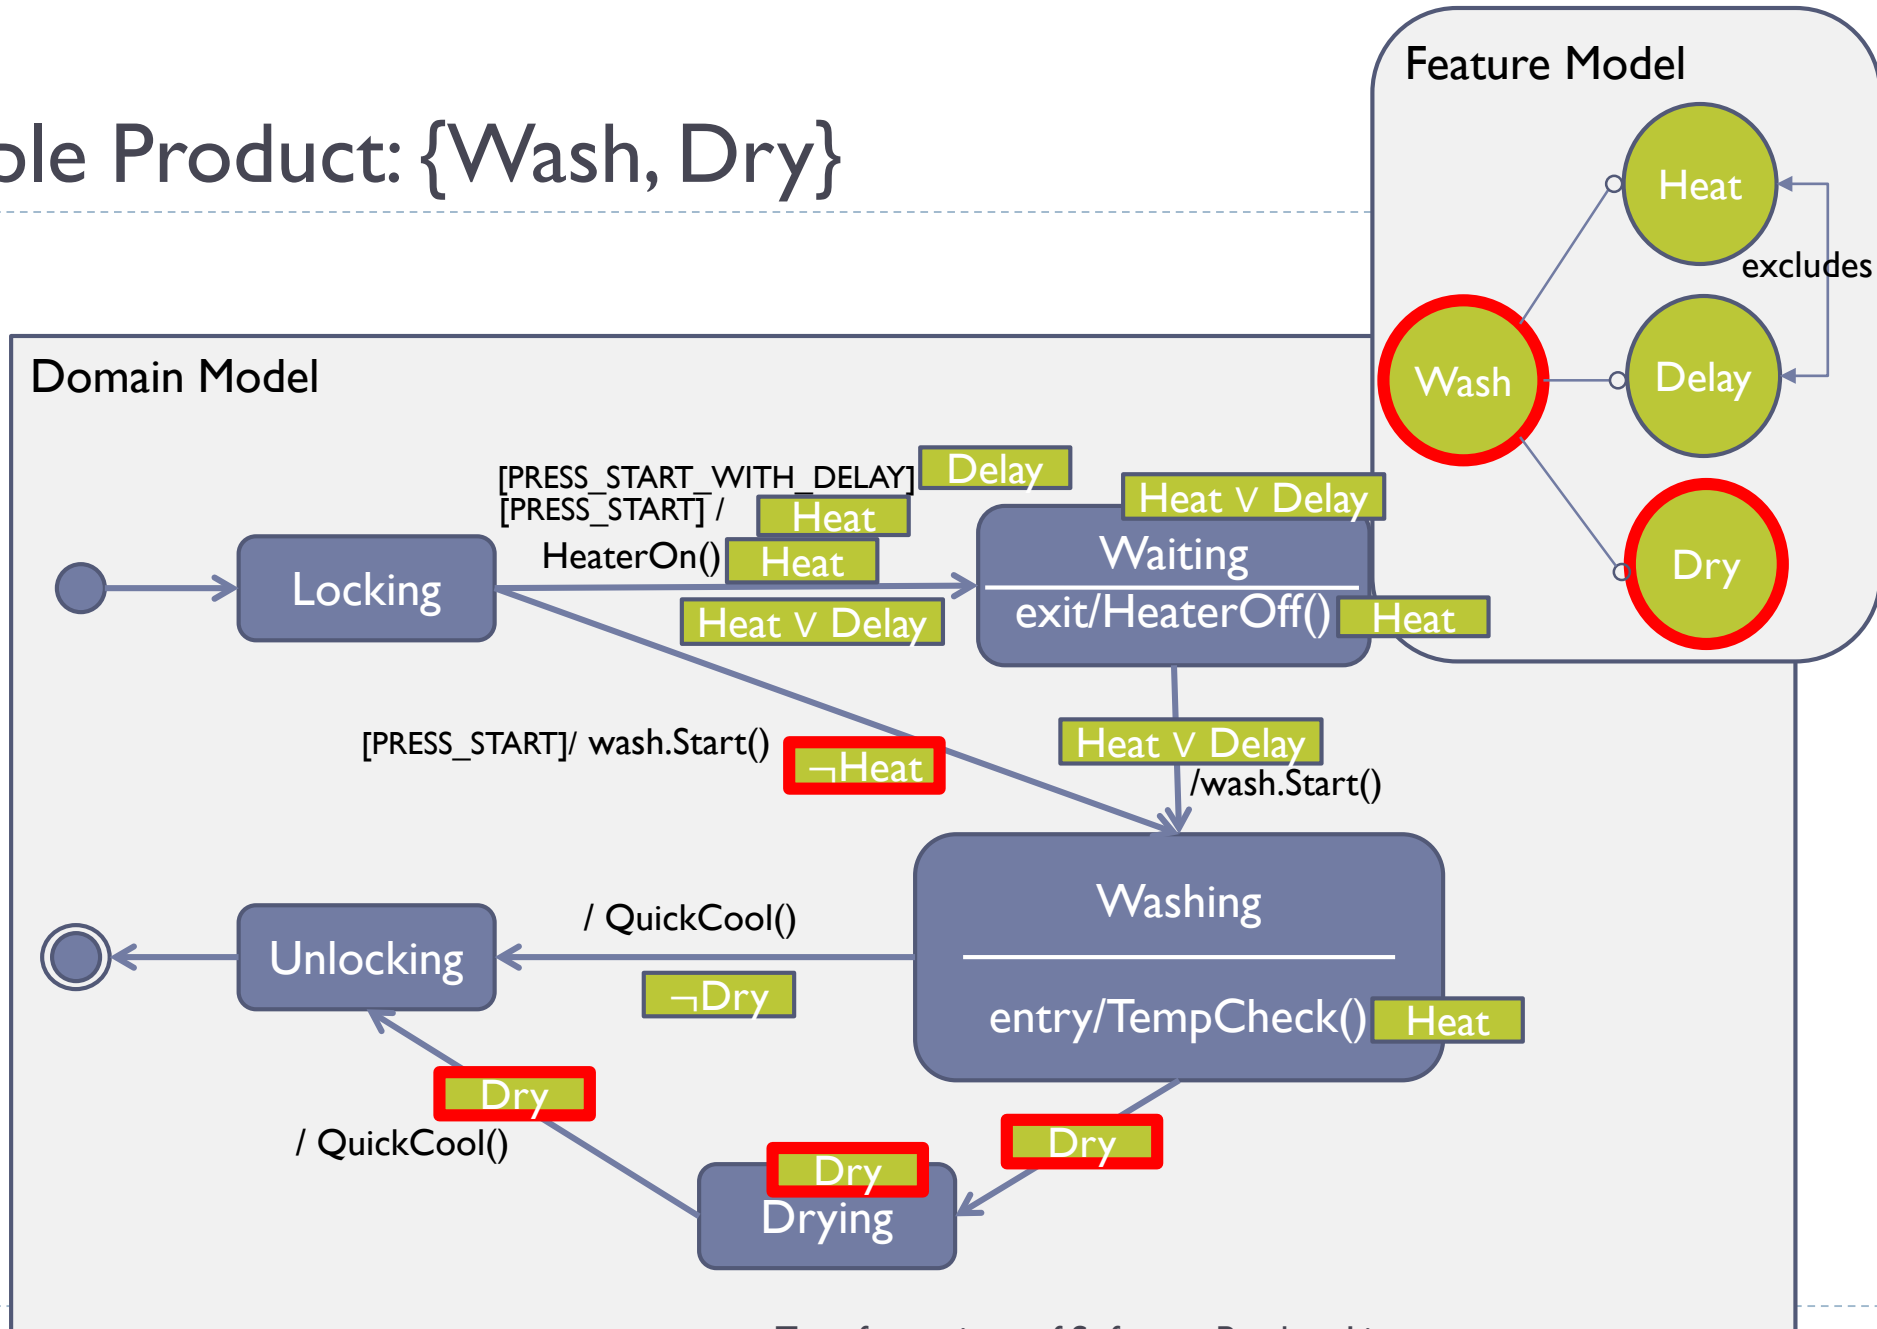 Feature Model
ple Product: {Wash, Dry}
Heat
excludes
Wash
Delay
Dry
Domain Model
[PRESS_START_WITH_DELAY] Delay
[PRESS_START] / Heat
HeaterOn() Heat
Heat ∨ Delay
Heat ∨ Delay
Waiting
exit/HeaterOff() Heat
Locking
[PRESS_START]/ wash.Start() ¬Heat
Heat ∨ Delay
/wash.Start()
Washing
entry/TempCheck() Heat
/ QuickCool()
¬Dry
Unlocking
Dry
/ QuickCool()
Dry
Dry
Drying